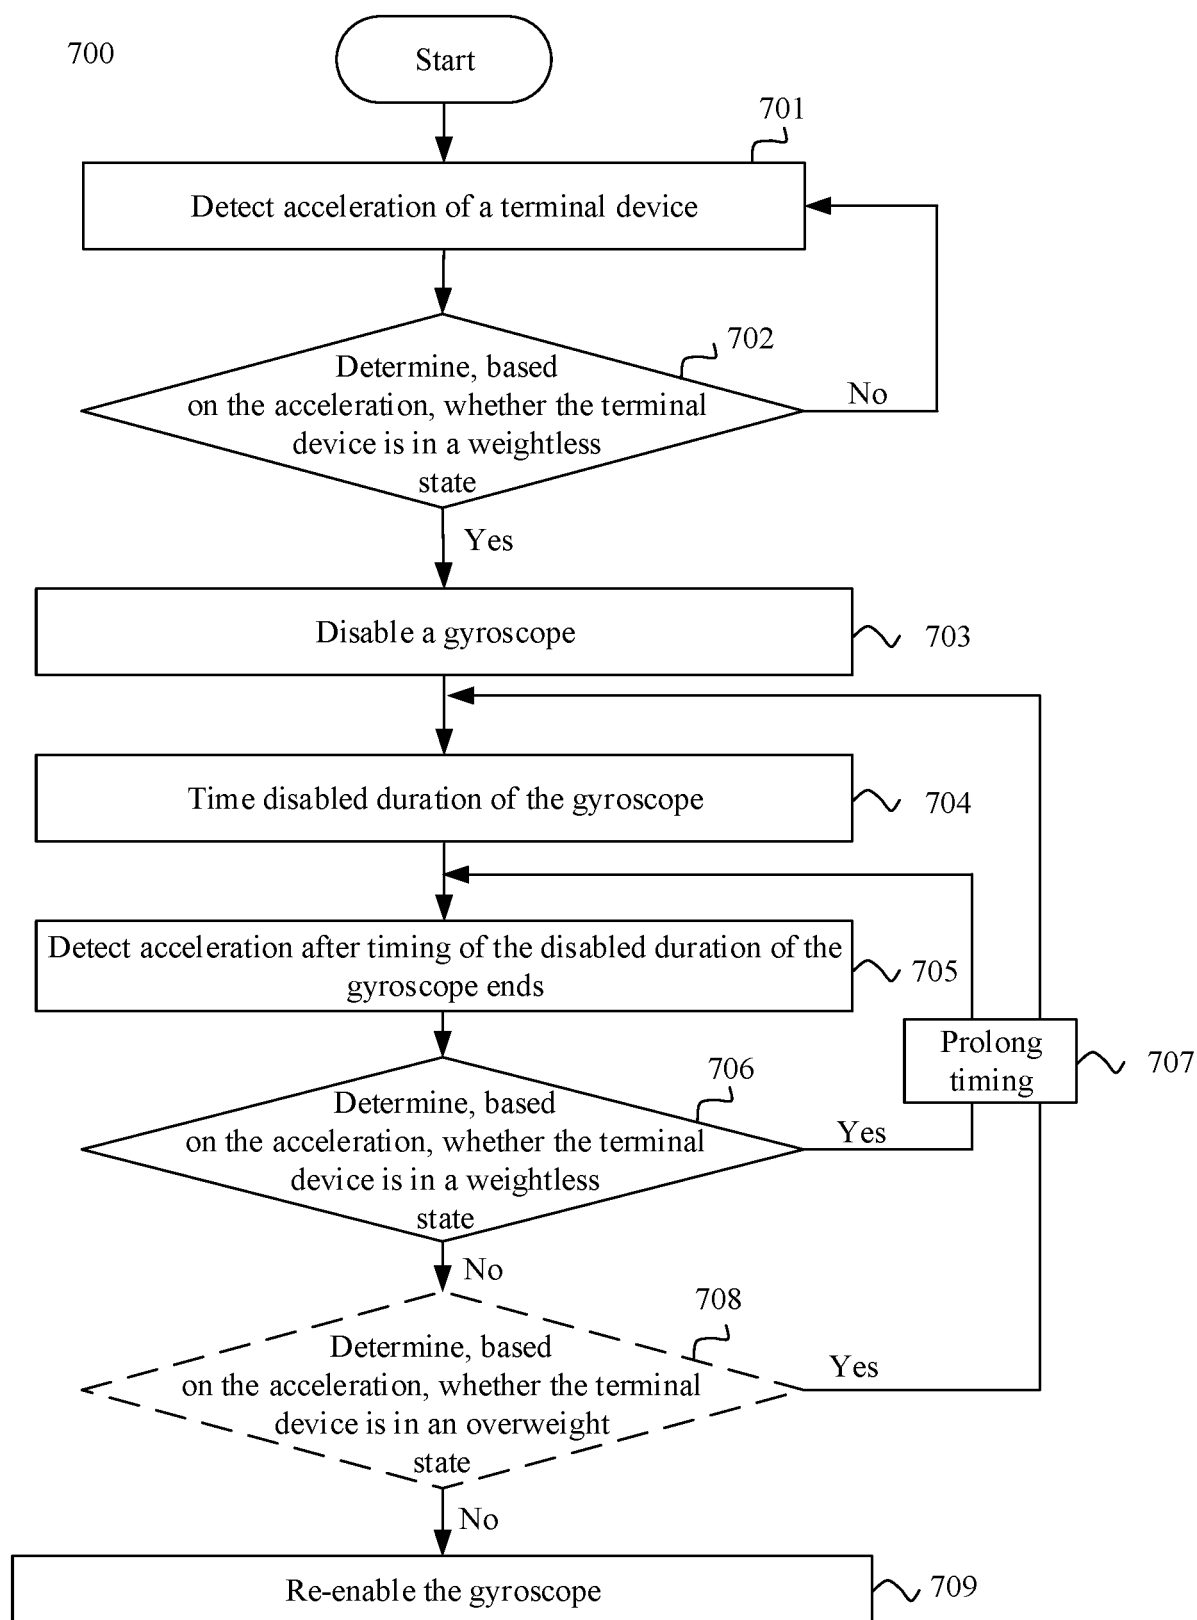 700
Start
701
Detect acceleration of a terminal device
702
Determine, based
on the acceleration, whether the terminal
device is in a weightless
state
No
Yes
Disable a gyroscope
703
Time disabled duration of the gyroscope
704
Detect acceleration after timing of the disabled duration of the
gyroscope ends
705
Prolong
timing
707
706
Determine, based
on the acceleration, whether the terminal
device is in a weightless
state
Yes
No
708
Determine, based
on the acceleration, whether the terminal
device is in an overweight
state
Yes
No
Re-enable the gyroscope
709